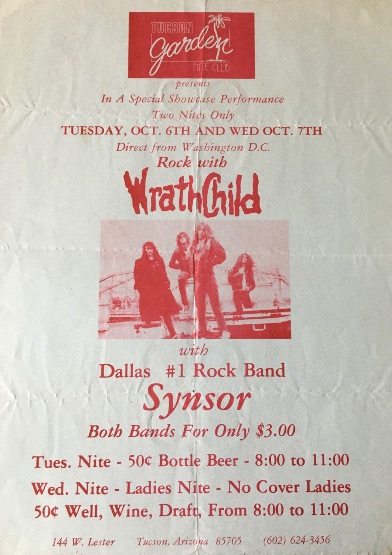 TUCSON
garden
NITE CLUB
presents
In A Special Showcase Performance
Two Nites Only
TUESDAY, OCT. 6TH AND WED OCT. 7TH
Direct from Washington D.C.
Rock with
WrathChild
with
Dallas #1 Rock Band
Synsor
Both Bands For Only $3.00
Tues. Nite - 50¢ Bottle Beer - 8:00 to 11:00
Wed. Nite - Ladies Nite - No Cover Ladies
50¢ Well, Wine, Draft, From 8:00 to 11:00
144 W. Lester Tucson, Arizona 85705 (602) 624-3456